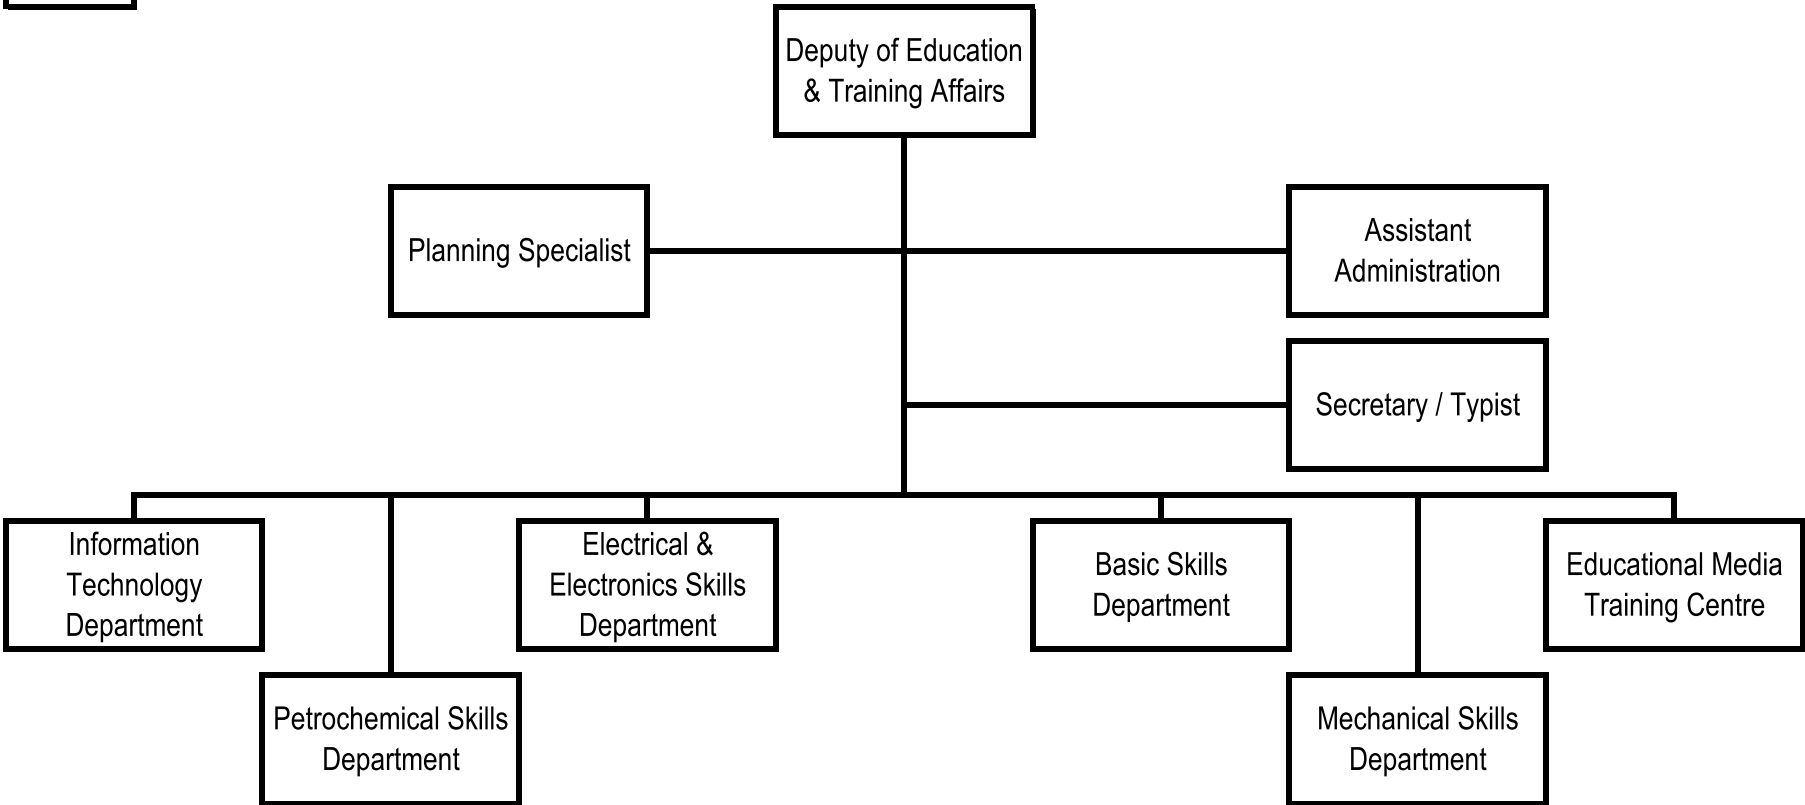 Deputy of Education
& Training Affairs
Planning Specialist
Assistant
Administration
Secretary / Typist
Information
Technology
Department
Electrical &
Electronics Skills
Department
Basic Skills
Department
Educational Media
Training Centre
Petrochemical Skills
Department
Mechanical Skills
Department